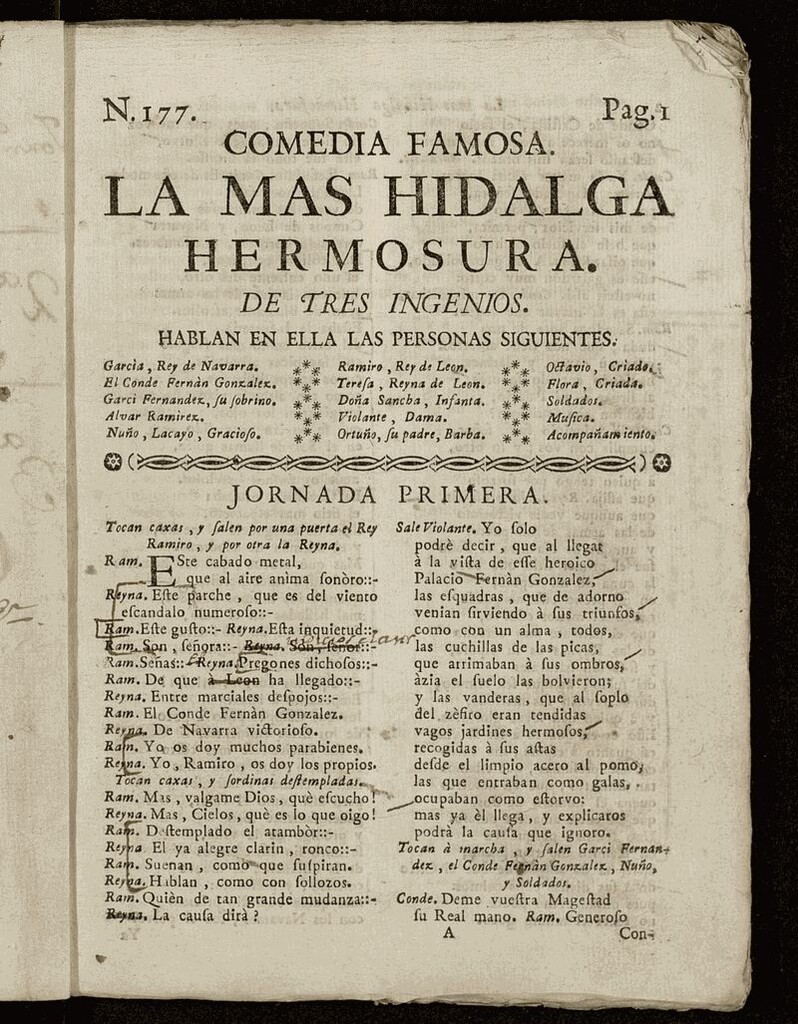 N. 177. Pag. 1
COMEDIA FAMOSA.
LA MAS HIDALGA
HERMOSURA.
DE TRES INGENIOS.
HABLAN EN ELLA LAS PERSONAS SIGUIENTES.
Garcìa, Rey de Navarra. Ramiro, Rey de Leon. Octavio, Criado.
El Conde Fernàn Gonzalez. Teresa, Reyna de Leon. Flora, Criada.
Garci Fernandez, ſu ſobrino. Doña Sancha, Infanta. Soldados.
Alvar Ramirez. Violante, Dama. Muſica.
Nuño, Lacayo, Gracioſo. Ortuño, ſu padre, Barba. Acompañamiento.
JORNADA PRIMERA.
Tocan caxas, y ſalen por una puerta el Rey
Ramiro, y por otra la Reyna.
Ram. ESte cabado metal,
que al aire anima ſonòro::-
Reyna. Eſte parche, que es del viento
eſcandalo numeroſo::-
Ram. Eſte guſto::- Reyna. Eſta inquietud::-
Ram. Son, ſeñora::- Reyna. Son, ſeñor::-
Ram. Señas::- Reyna. Pregones dichoſos::-
Ram. De que à Leon ha llegado::-
Reyna. Entre marciales deſpojos::-
Ram. El Conde Fernàn Gonzalez.
Reyna. De Navarra victorioſo.
Ram. Yo os doy muchos parabienes.
Reyna. Yo, Ramiro, os doy los propios.
Tocan caxas, y ſordinas deſtempladas.
Ram. Mas, valgame Dios, què eſcucho!
Reyna. Mas, Cielos, què es lo que oigo!
Ram. Deſtemplado el atambòr::-
Reyna El ya alegre clarin, ronco::-
Ram. Suenan, como que ſuſpiran.
Reyna. Hablan, como con ſollozos.
Ram. Quièn de tan grande mudanza::-
Reyna. La cauſa dirà?
Sale Violante. Yo ſolo
podrè decir, que al llegar
à la viſta de eſſe heroico
Palacio Fernàn Gonzalez,
las eſquadras, que de adorno
venian ſirviendo à ſus triunfos,
como con un alma, todos,
las cuchillas de las picas,
que arrimaban à ſus ombros,
àzia el ſuelo las bolvieron;
y las vanderas, que al ſoplo
del zèfiro eran tendidas
vagos jardines hermoſos,
recogidas à ſus aſtas
deſde el limpio acero al pomo,
las que entraban como galas,
ocupaban como eſtorvo:
mas ya èl llega, y explicaros
podrà la cauſa que ignoro.
Tocan à marcha, y ſalen Garci Fernan-
dez, el Conde Fernàn Gonzalez, Nuño,
y Soldados.
Conde. Deme vueſtra Mageſtad
ſu Real mano. Ram. Generoſo
A Con-